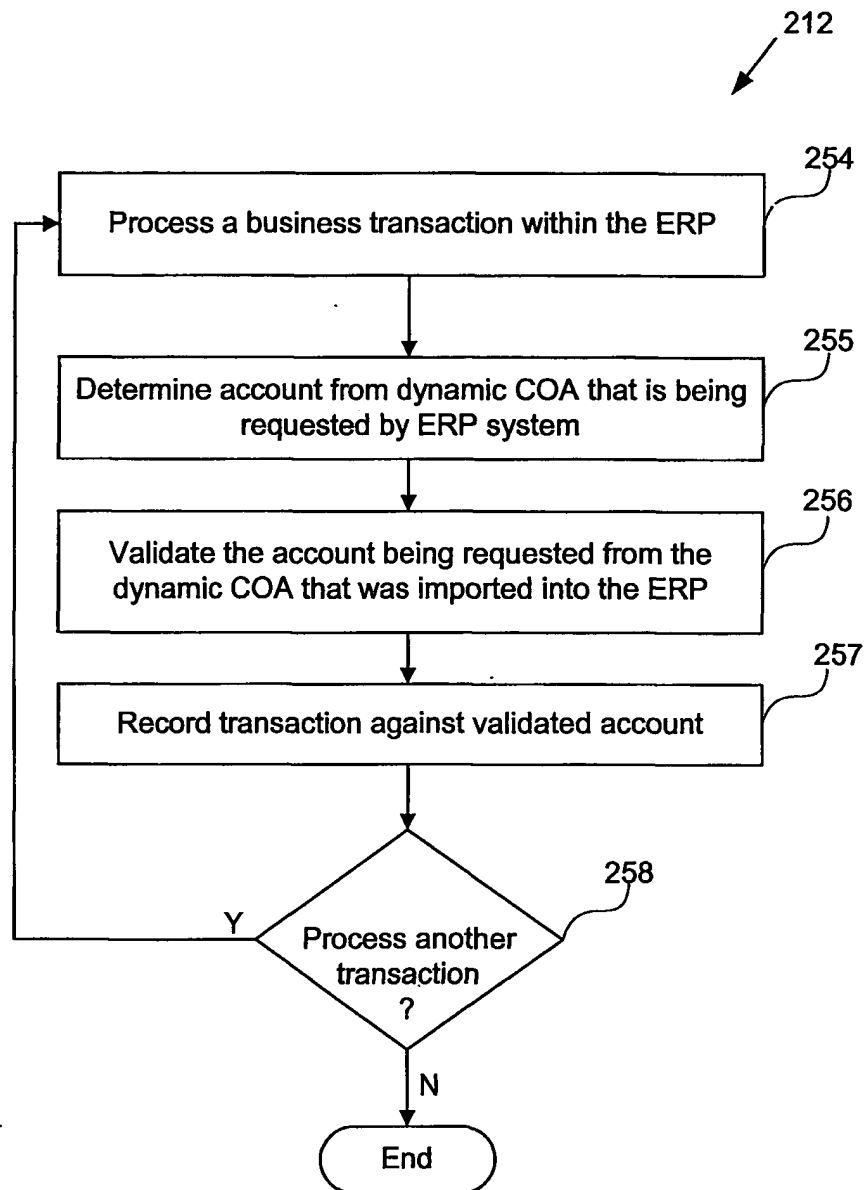 212
254
Process a business transaction within the ERP
255
Determine account from dynamic COA that is being
requested by ERP system
256
Validate the account being requested from the
dynamic COA that was imported into the ERP
257
Record transaction against validated account
258
Y
Process another
transaction
?
N
End